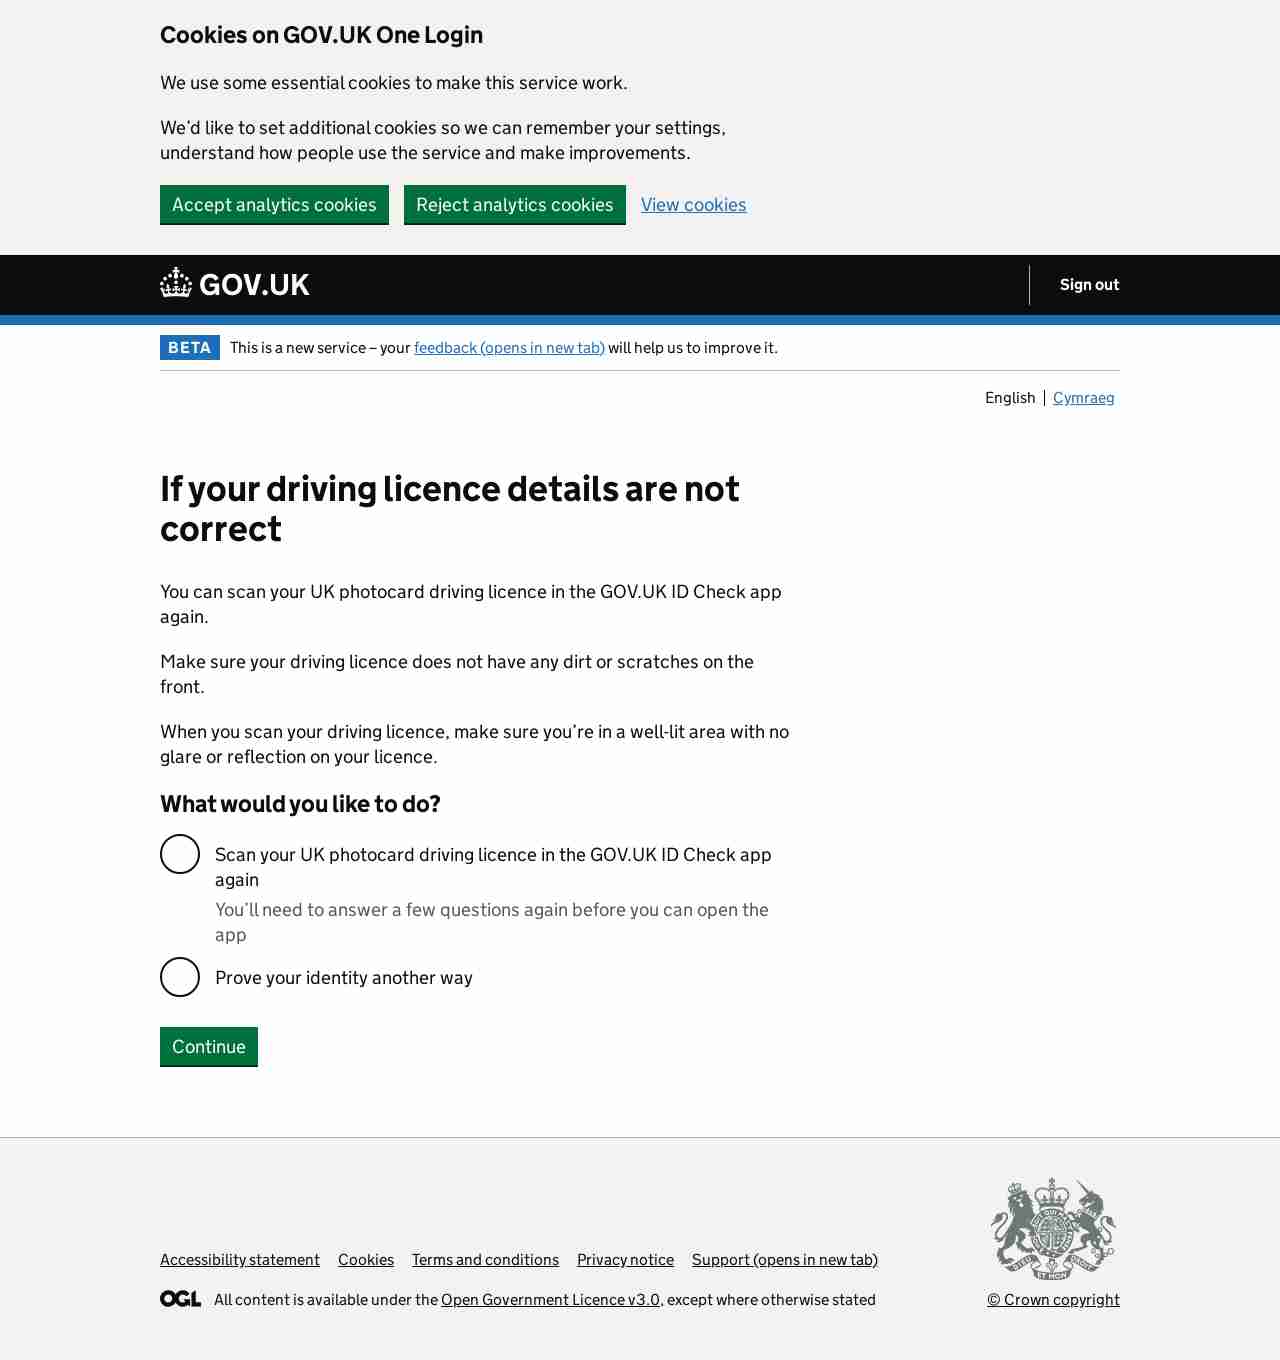 Cookies on GOV.UK One Login
We use some essential cookies to make this service work.
We’d like to set additional cookies so we can remember your settings,
understand how people use the service and make improvements.
Accept analytics cookies Reject analytics cookies View cookies
GOV.UK Sign out
BETA This is a new service – your feedback (opens in new tab) will help us to improve it.
English Cymraeg
If your driving licence details are not
correct
You can scan your UK photocard driving licence in the GOV.UK ID Check app
again.
Make sure your driving licence does not have any dirt or scratches on the
front.
When you scan your driving licence, make sure you’re in a well-lit area with no
glare or reflection on your licence.
What would you like to do?
Scan your UK photocard driving licence in the GOV.UK ID Check app
again
You’ll need to answer a few questions again before you can open the
app
Prove your identity another way
Continue
Accessibility statement Cookies Terms and conditions Privacy notice Support (opens in new tab)
OGL All content is available under the Open Government Licence v3.0, except where otherwise stated
© Crown copyright